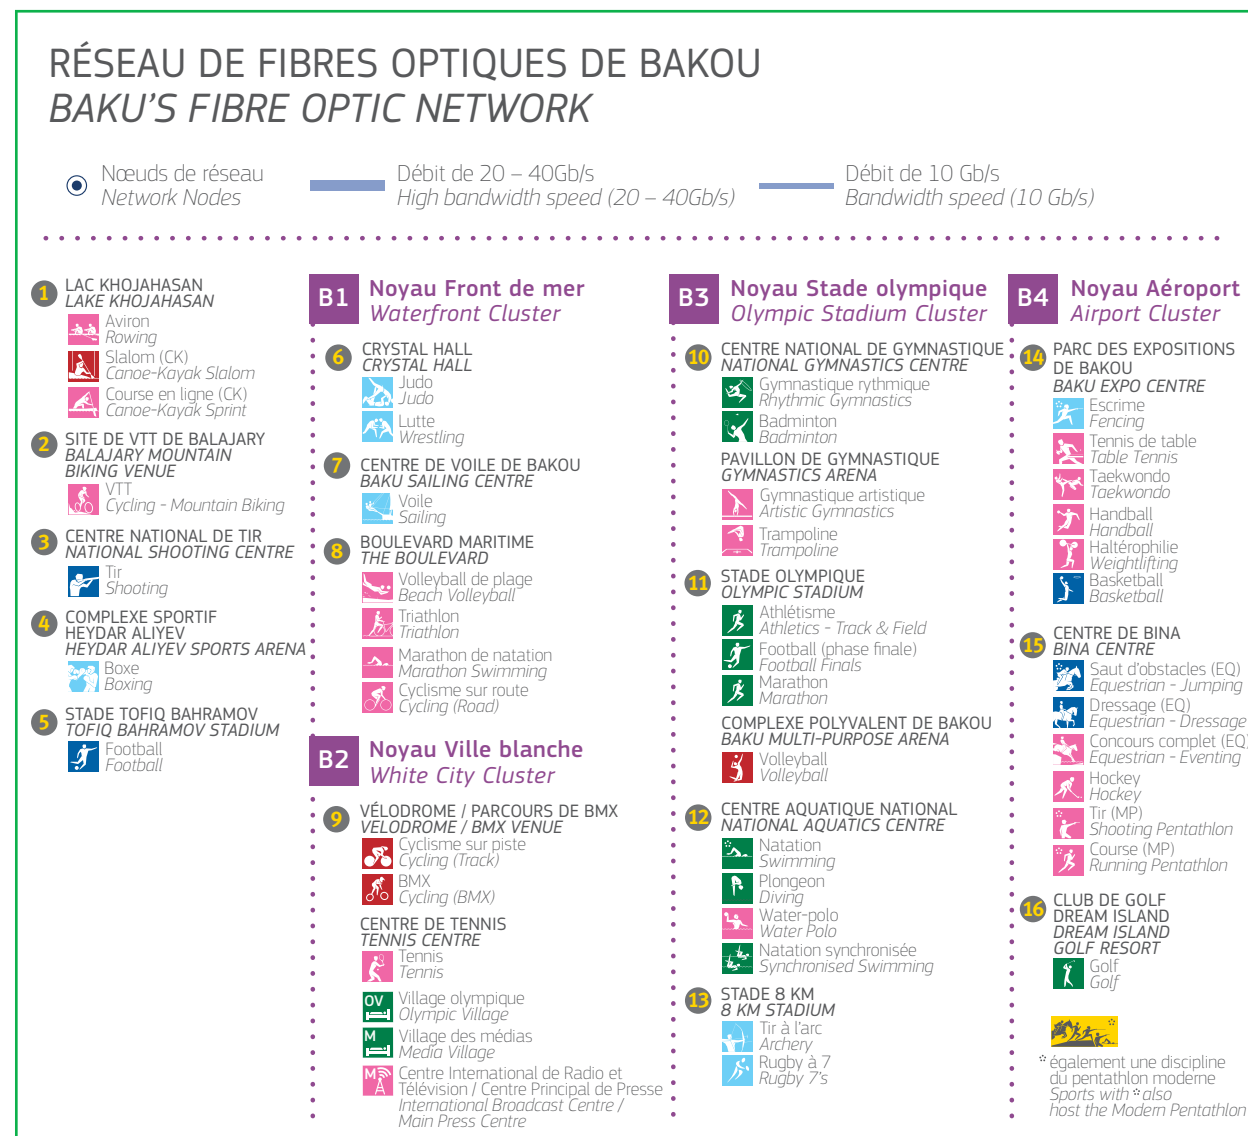 RÉSEAU DE FIBRES OPTIQUES DE BAKOU
BAKU'S FIBRE OPTIC NETWORK
Nœuds de réseau
Network Nodes
Débit de 20 – 40Gb/s
High bandwidth speed (20 – 40Gb/s)
Débit de 10 Gb/s
Bandwidth speed (10 Gb/s)
1 LAC KHOJAHASAN
LAKE KHOJAHASAN
Aviron
Rowing
Slalom (CK)
Canoe-Kayak Slalom
Course en ligne (CK)
Canoe-Kayak Sprint
2 SITE DE VTT DE BALAJARY
BALAJARY MOUNTAIN
BIKING VENUE
VTT
Cycling - Mountain Biking
3 CENTRE NATIONAL DE TIR
NATIONAL SHOOTING CENTRE
Tir
Shooting
4 COMPLEXE SPORTIF
HEYDAR ALIYEV
HEYDAR ALIYEV SPORTS ARENA
Boxe
Boxing
5 STADE TOFIQ BAHRAMOV
TOFIQ BAHRAMOV STADIUM
Football
Football
B1 Noyau Front de mer
Waterfront Cluster
6 CRYSTAL HALL
CRYSTAL HALL
Judo
Judo
Lutte
Wrestling
7 CENTRE DE VOILE DE BAKOU
BAKU SAILING CENTRE
Voile
Sailing
8 BOULEVARD MARITIME
THE BOULEVARD
Volleyball de plage
Beach Volleyball
Triathlon
Triathlon
Marathon de natation
Marathon Swimming
Cyclisme sur route
Cycling (Road)
B2 Noyau Ville blanche
White City Cluster
9 VÉLODROME / PARCOURS DE BMX
VELODROME / BMX VENUE
Cyclisme sur piste
Cycling (Track)
BMX
Cycling (BMX)
CENTRE DE TENNIS
TENNIS CENTRE
Tennis
Tennis
OV Village olympique
Olympic Village
M Village des médias
Media Village
M Centre International de Radio et
Télévision / Centre Principal de Presse
International Broadcast Centre /
Main Press Centre
B3 Noyau Stade olympique
Olympic Stadium Cluster
10 CENTRE NATIONAL DE GYMNASTIQUE
NATIONAL GYMNASTICS CENTRE
Gymnastique rythmique
Rhythmic Gymnastics
Badminton
Badminton
PAVILLON DE GYMNASTIQUE
GYMNASTICS ARENA
Gymnastique artistique
Artistic Gymnastics
Trampoline
Trampoline
11 STADE OLYMPIQUE
OLYMPIC STADIUM
Athlétisme
Athletics - Track & Field
Football (phase finale)
Football Finals
Marathon
Marathon
COMPLEXE POLYVALENT DE BAKOU
BAKU MULTI-PURPOSE ARENA
Volleyball
Volleyball
12 CENTRE AQUATIQUE NATIONAL
NATIONAL AQUATICS CENTRE
Natation
Swimming
Plongeon
Diving
Water-polo
Water Polo
Natation synchronisée
Synchronised Swimming
13 STADE 8 KM
8 KM STADIUM
Tir à l'arc
Archery
Rugby à 7
Rugby 7's
B4 Noyau Aéroport
Airport Cluster
14 PARC DES EXPOSITIONS
DE BAKOU
BAKU EXPO CENTRE
Escrime
Fencing
Tennis de table
Table Tennis
Taekwondo
Taekwondo
Handball
Handball
Haltérophilie
Weightlifting
Basketball
Basketball
15 CENTRE DE BINA
BINA CENTRE
Saut d'obstacles (EQ)
Equestrian - Jumping
Dressage (EQ)
Equestrian - Dressage
Concours complet (EQ)
Equestrian - Eventing
Hockey
Hockey
Tir (MP)
Shooting Pentathlon
Course (MP)
Running Pentathlon
16 CLUB DE GOLF
DREAM ISLAND
DREAM ISLAND
GOLF RESORT
Golf
Golf
également une discipline
du pentathlon moderne
Sports with also
host the Modern Pentathlon